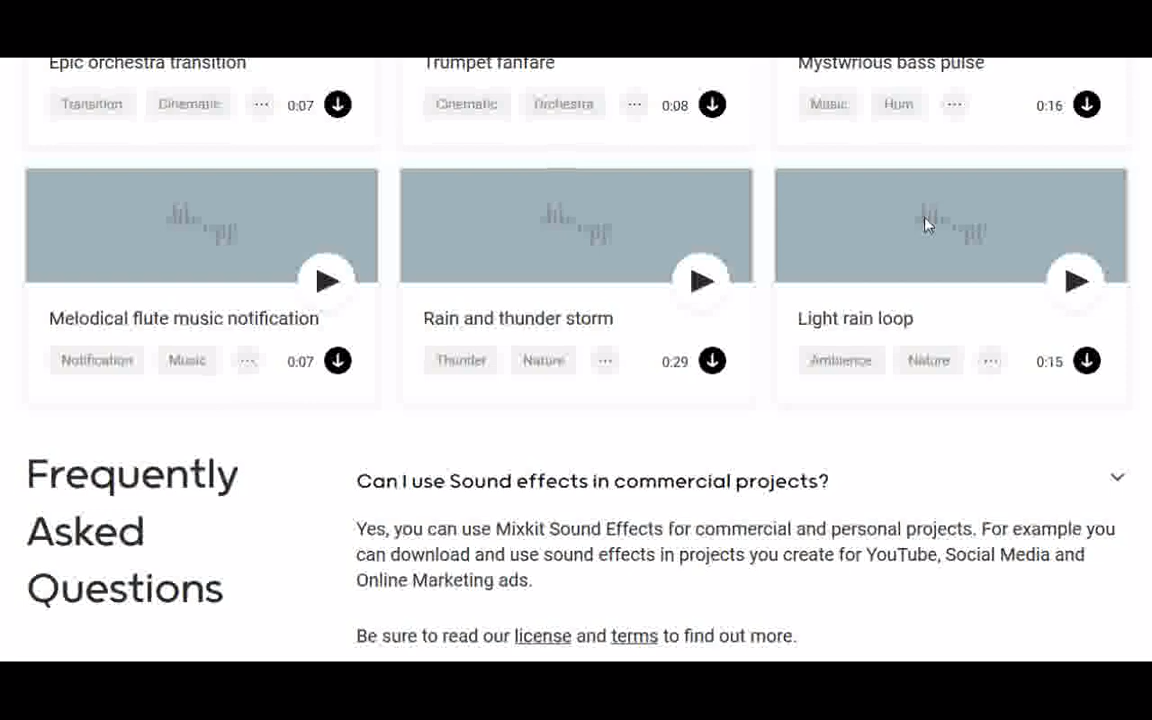 Epic orchestra transition
Trumpet fanfare
Mystwrious bass pulse
Transition Cinematic ... 0:07
Cinematic Orchestra ... 0:08
Music Hum ... 0:16
Melodical flute music notification
Rain and thunder storm
Light rain loop
Notification Music ... 0:07
Thunder Nature ... 0:29
Ambience Nature ... 0:15
Frequently
Asked
Questions
Can I use Sound effects in commercial projects?
Yes, you can use Mixkit Sound Effects for commercial and personal projects. For example you
can download and use sound effects in projects you create for YouTube, Social Media and
Online Marketing ads.
Be sure to read our license and terms to find out more.